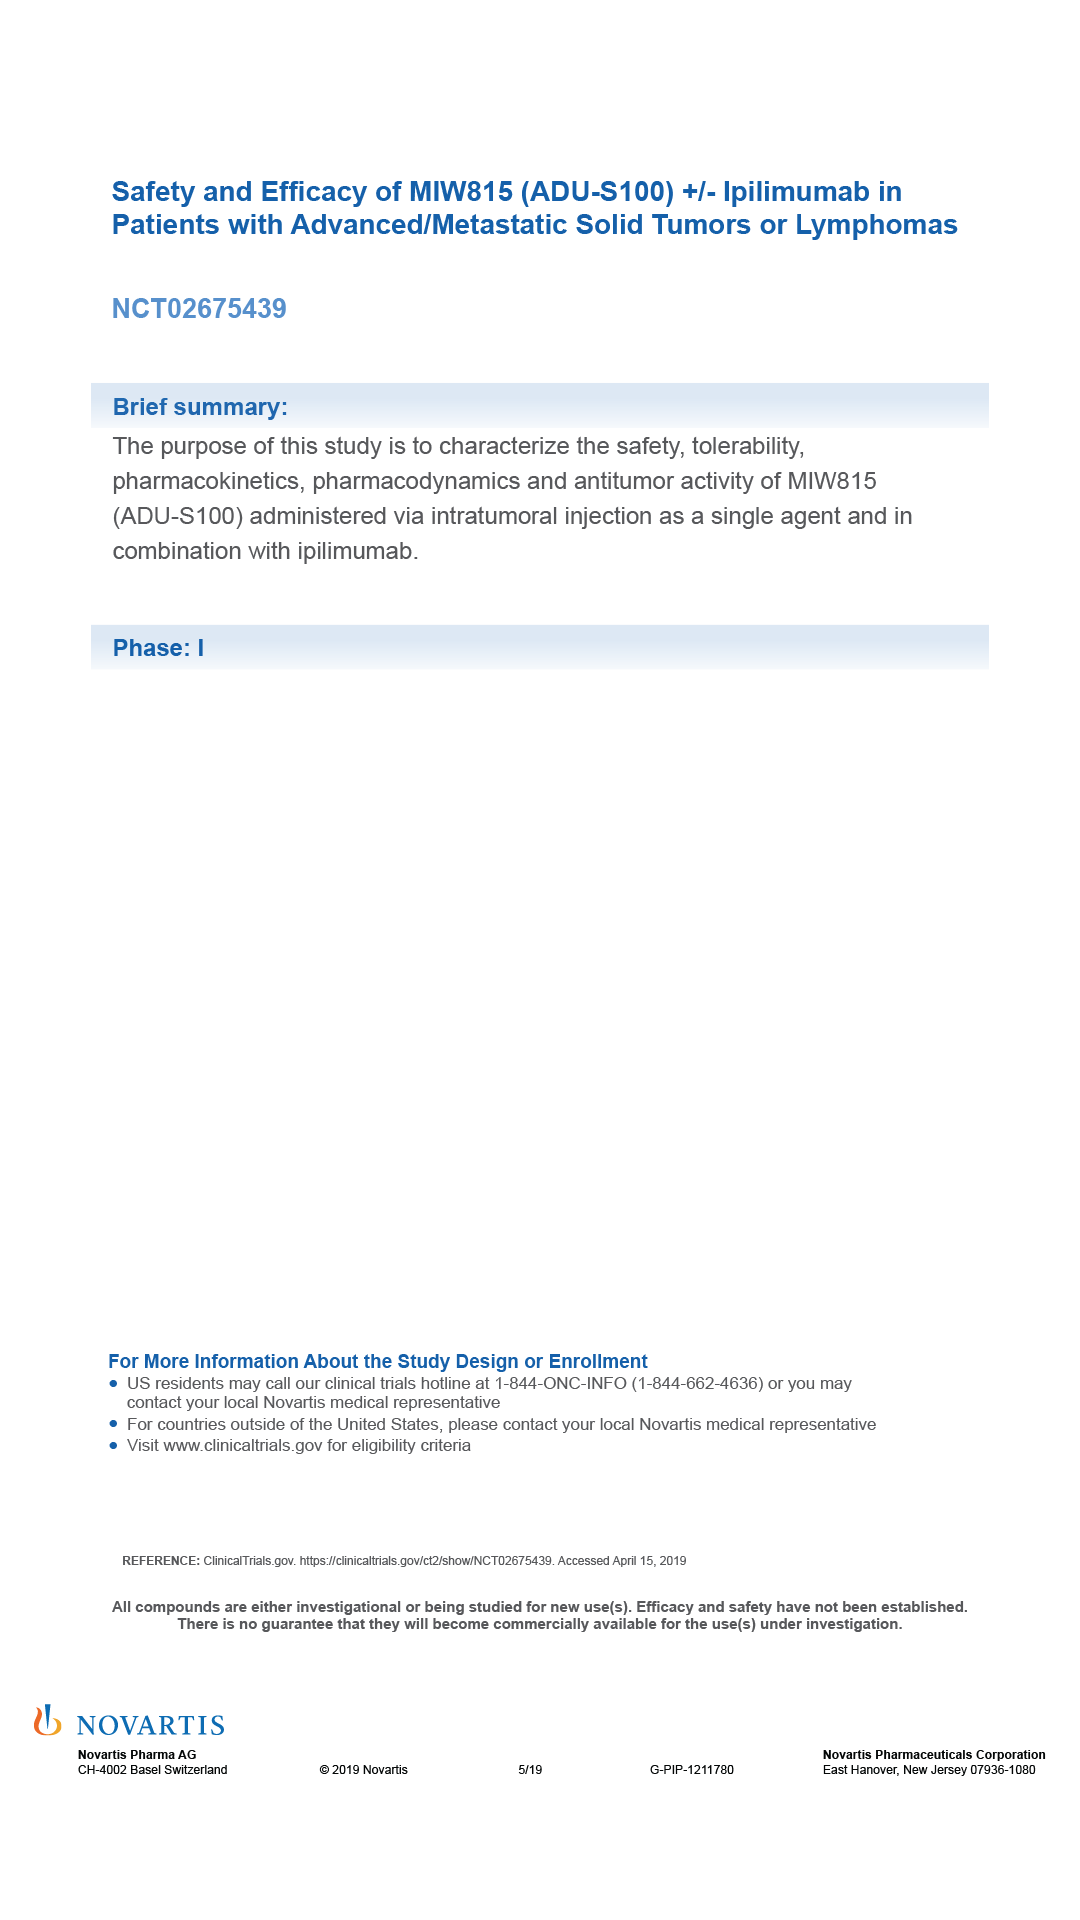 Safety and Efficacy of MIW815 (ADU-S100) +/- Ipilimumab in
Patients with Advanced/Metastatic Solid Tumors or Lymphomas
NCT02675439
Brief summary:
The purpose of this study is to characterize the safety, tolerability,
pharmacokinetics, pharmacodynamics and antitumor activity of MIW815
(ADU-S100) administered via intratumoral injection as a single agent and in
combination with ipilimumab.
Phase: I
For More Information About the Study Design or Enrollment
● US residents may call our clinical trials hotline at 1-844-ONC-INFO (1-844-662-4636) or you may
contact your local Novartis medical representative
● For countries outside of the United States, please contact your local Novartis medical representative
● Visit www.clinicaltrials.gov for eligibility criteria
REFERENCE: ClinicalTrials.gov. https://clinicaltrials.gov/ct2/show/NCT02675439. Accessed April 15, 2019
All compounds are either investigational or being studied for new use(s). Efficacy and safety have not been established.
There is no guarantee that they will become commercially available for the use(s) under investigation.
NOVARTIS
Novartis Pharma AG
CH-4002 Basel Switzerland
© 2019 Novartis
5/19
G-PIP-1211780
Novartis Pharmaceuticals Corporation
East Hanover, New Jersey 07936-1080